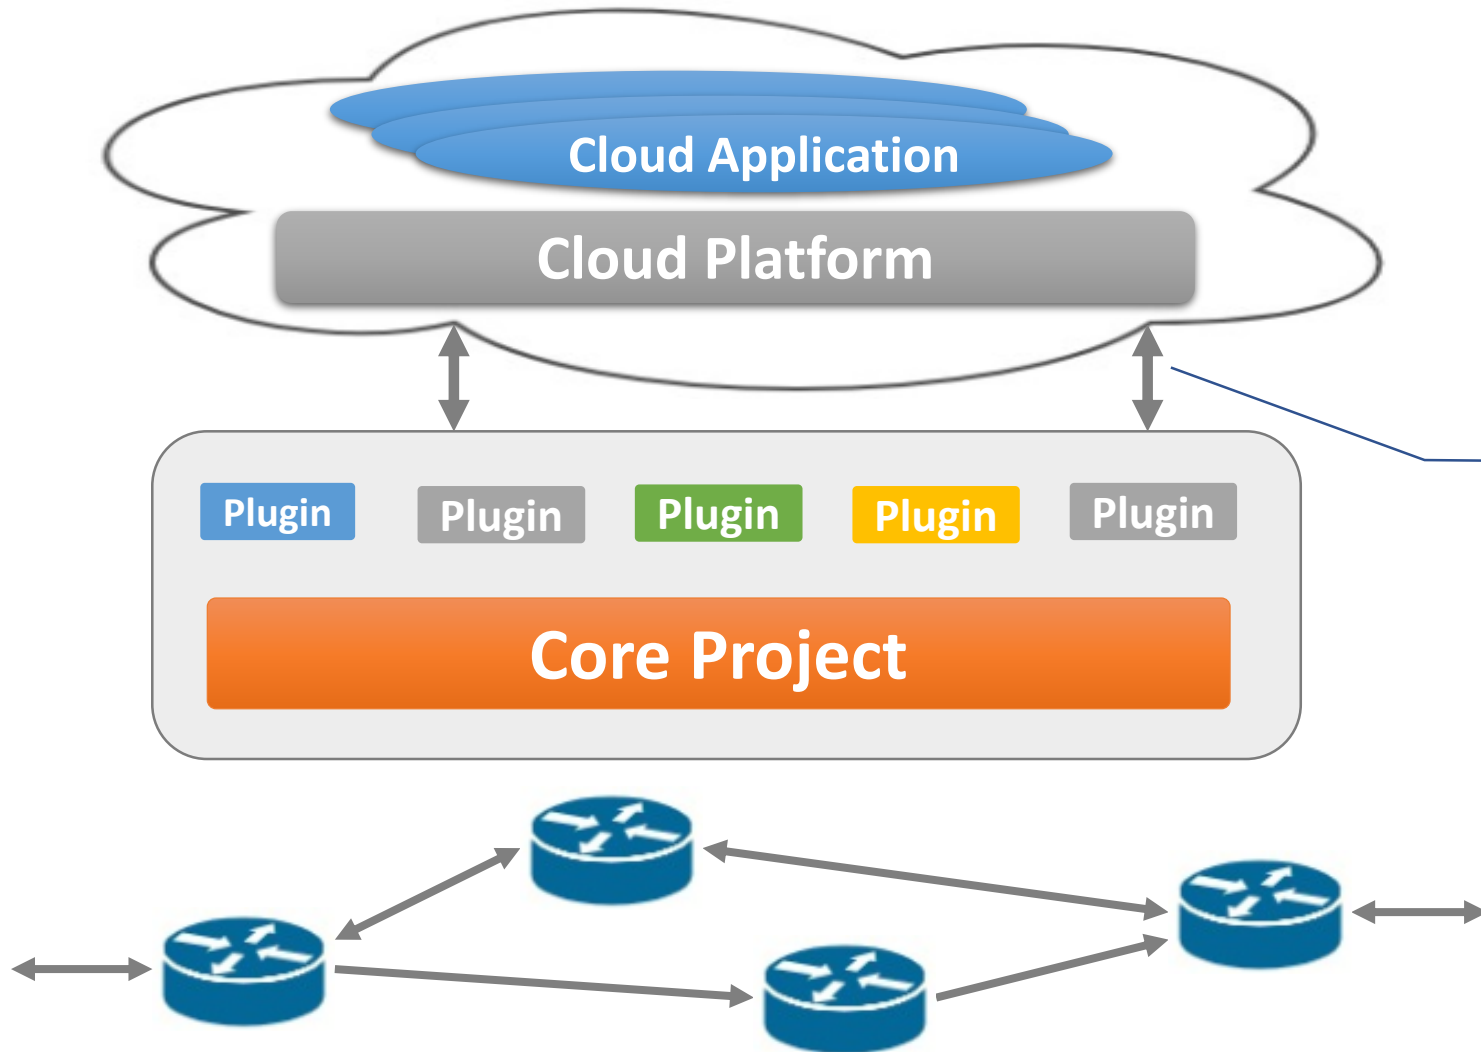 Cloud Application
Cloud Platform
Plugin
Plugin
Plugin
Plugin
Plugin
Core Project